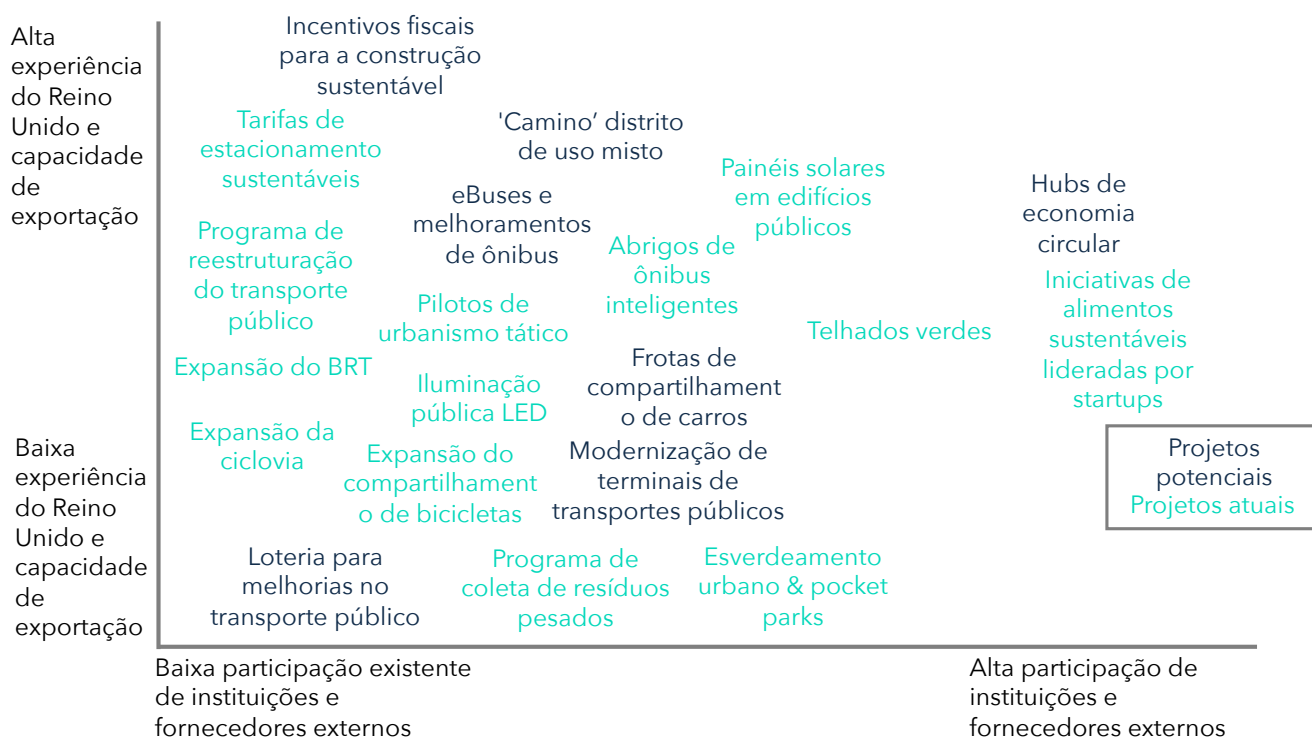 Alta
experiência
do Reino
Unido e
capacidade
de
exportação
Incentivos fiscais
para a construção
sustentável
Tarifas de
estacionamento
sustentáveis
'Camino’ distrito
de uso misto
Painéis solares
em edifícios
públicos
Hubs de
economia
circular
eBuses e
melhoramentos
de ônibus
Programa de
reestruturação
do transporte
público
Abrigos de
ônibus
inteligentes
Iniciativas de
alimentos
sustentáveis
lideradas por
startups
Pilotos de
urbanismo tático
Telhados verdes
Expansão do BRT
Frotas de
compartilhament
o de carros
Iluminação
pública LED
Expansão da
ciclovia
Expansão do
compartilhament
o de bicicletas
Modernização de
terminais de
transportes públicos
Projetos
potenciais
Projetos atuais
Baixa
experiência
do Reino
Unido e
capacidade
de
exportação
Loteria para
melhorias no
transporte público
Programa de
coleta de resíduos
pesados
Esverdeamento
urbano & pocket
parks
Baixa participação existente
de instituições e
fornecedores externos
Alta participação de
instituições e
fornecedores externos